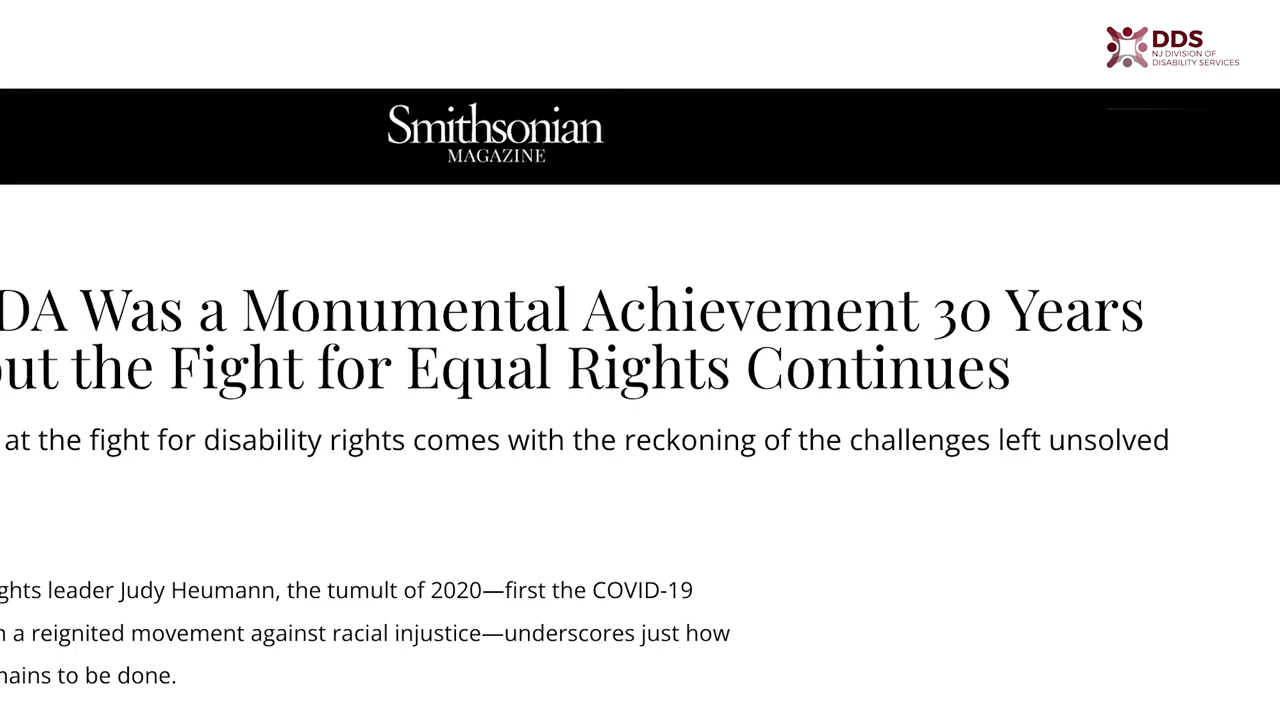 DDS
NJ DIVISION OF
DISABILITY SERVICES
Smithsonian
MAGAZINE
DA Was a Monumental Achievement 30 Years
out the Fight for Equal Rights Continues
at the fight for disability rights comes with the reckoning of the challenges left unsolved
ghts leader Judy Heumann, the tumult of 2020—first the COVID-19
a reignited movement against racial injustice—underscores just how
mains to be done.